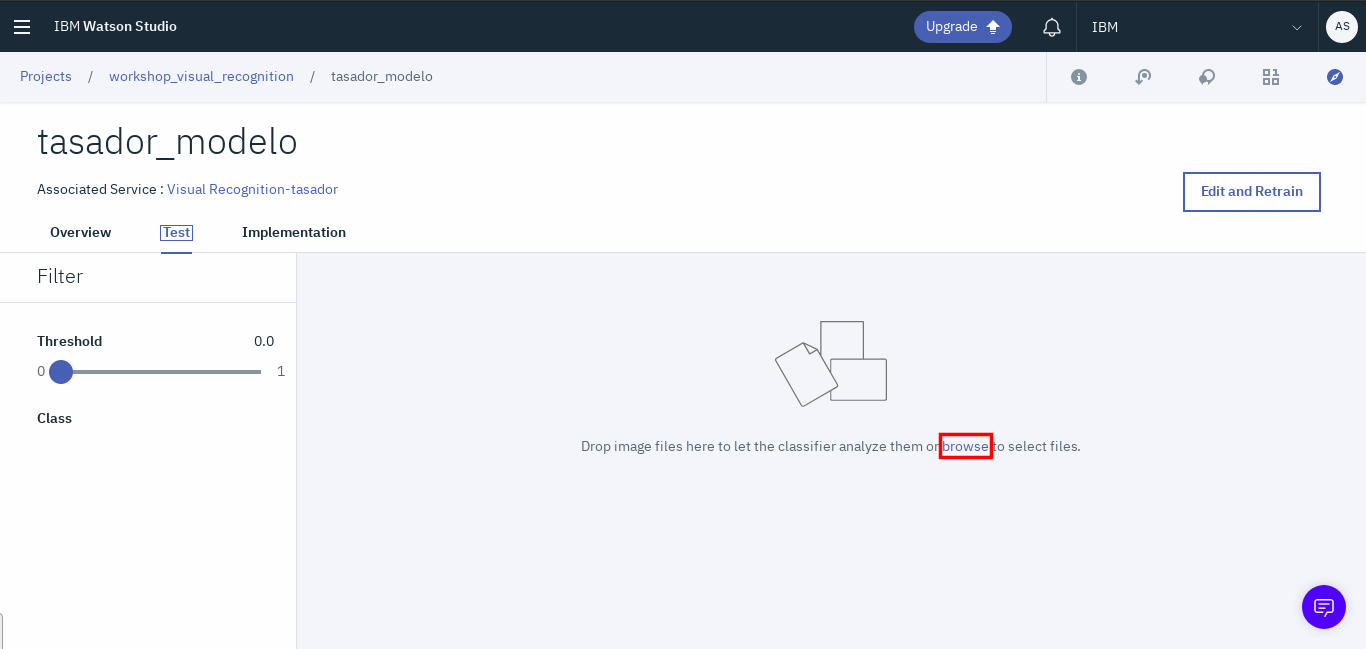 IBM Watson Studio
Upgrade
IBM
AS
Projects / workshop_visual_recognition / tasador_modelo
tasador_modelo
Associated Service : Visual Recognition-tasador
Edit and Retrain
Overview
Test
Implementation
Filter
Threshold
0.0
0
1
Class
Drop image files here to let the classifier analyze them or browse to select files.